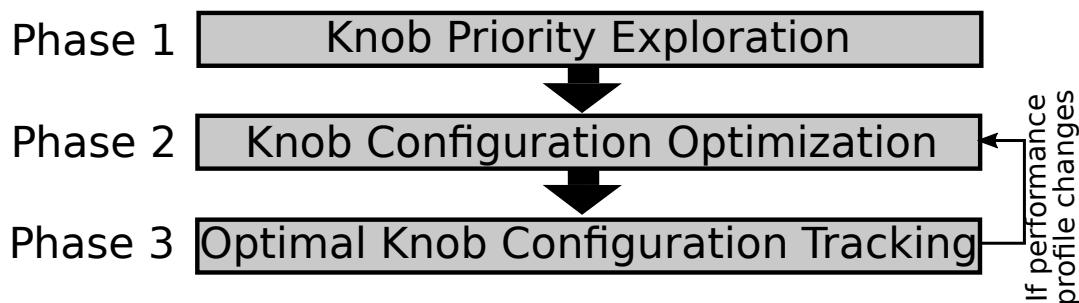 Phase 1
Knob Priority Exploration
Phase 2
Knob Configuration Optimization
Phase 3
Optimal Knob Configuration Tracking
If performance
profile changes